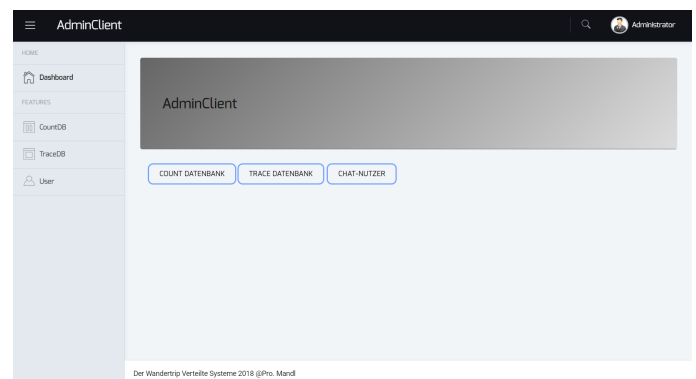 AdminClient
Administrator
HOME
Dashboard
FEATURES
CountDB
TraceDB
User
AdminClient
COUNT DATENBANK
TRACE DATENBANK
CHAT-NUTZER
Der Wandertrip Verteilte Systeme 2018 @Pro. Mandl